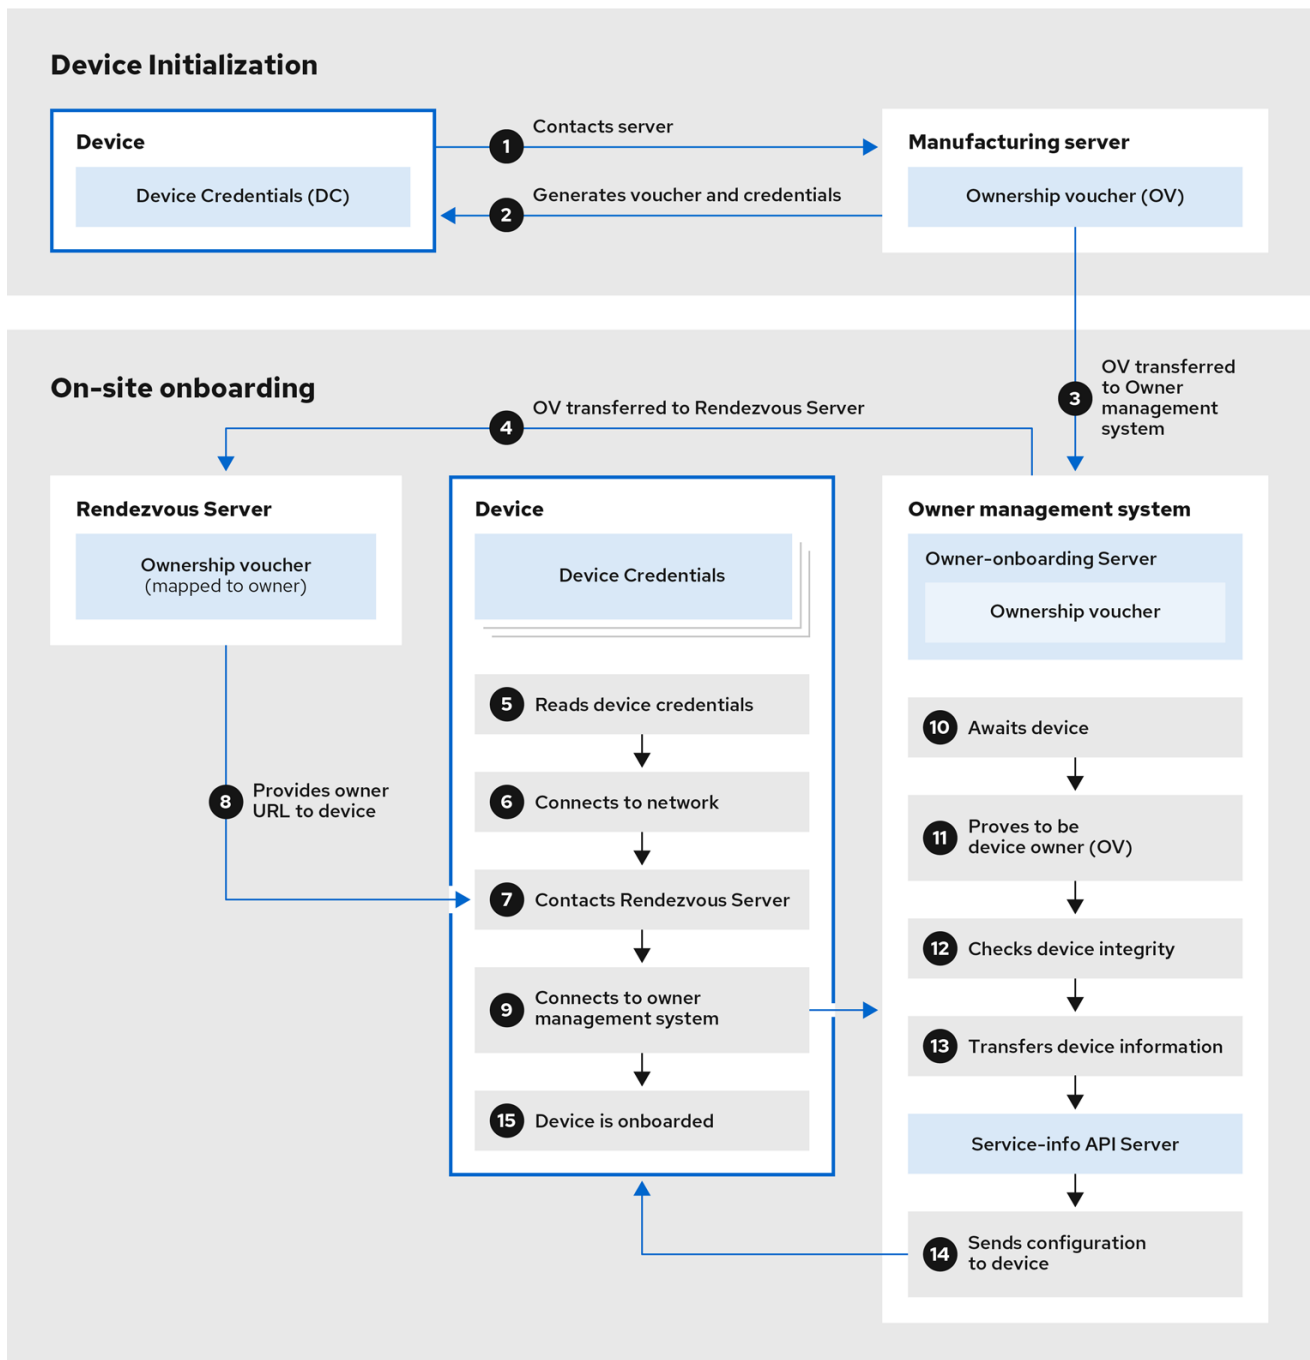 Device Initialization
Device
Device Credentials (DC)
1
Contacts server
2
Generates voucher and credentials
Manufacturing server
Ownership voucher (OV)
3
OV transferred
to Owner
management
system
On-site onboarding
4
OV transferred to Rendezvous Server
Rendezvous Server
Ownership voucher
(mapped to owner)
8
Provides owner
URL to device
Device
Device Credentials
5
Reads device credentials
6
Connects to network
7
Contacts Rendezvous Server
9
Connects to owner
management system
15
Device is onboarded
Owner management system
Owner-onboarding Server
Ownership voucher
10
Awaits device
11
Proves to be
device owner (OV)
12
Checks device integrity
13
Transfers device information
Service-info API Server
14
Sends configuration
to device